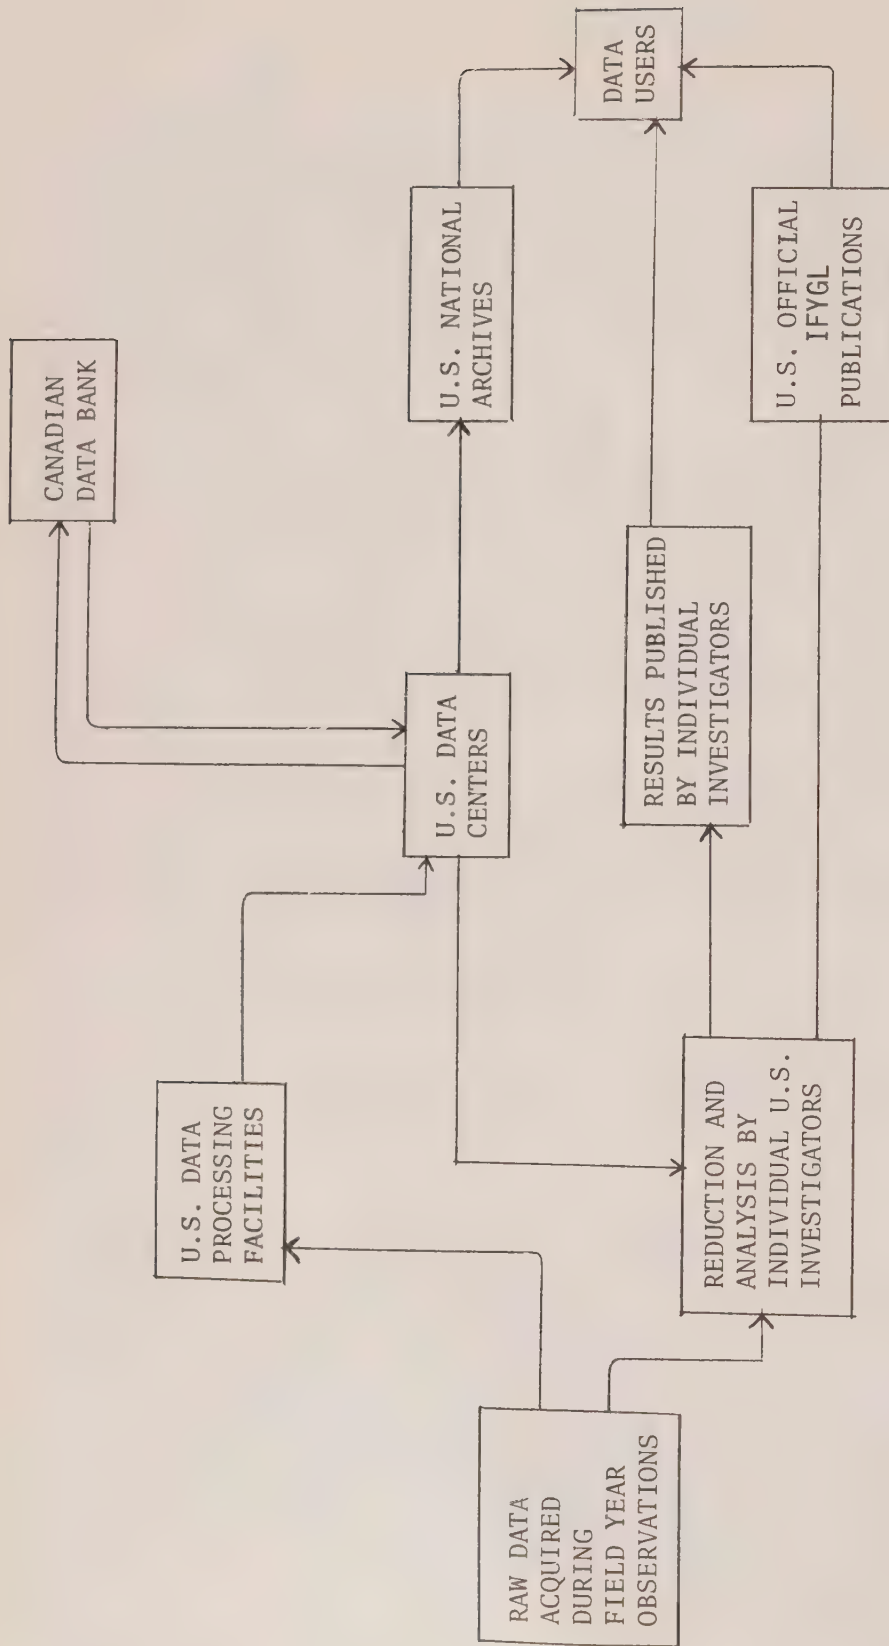 RAW DATA
ACQUIRED
DURING
FIELD YEAR
OBSERVATIONS
U.S. DATA
PROCESSING
FACILITIES
REDUCTION AND
ANALYSIS BY
INDIVIDUAL U.S.
INVESTIGATORS
U.S. DATA
CENTERS
CANADIAN
DATA BANK
RESULTS PUBLISHED
BY INDIVIDUAL
INVESTIGATORS
U.S. NATIONAL
ARCHIVES
U.S. OFFICIAL
IFYGL
PUBLICATIONS
DATA
USERS